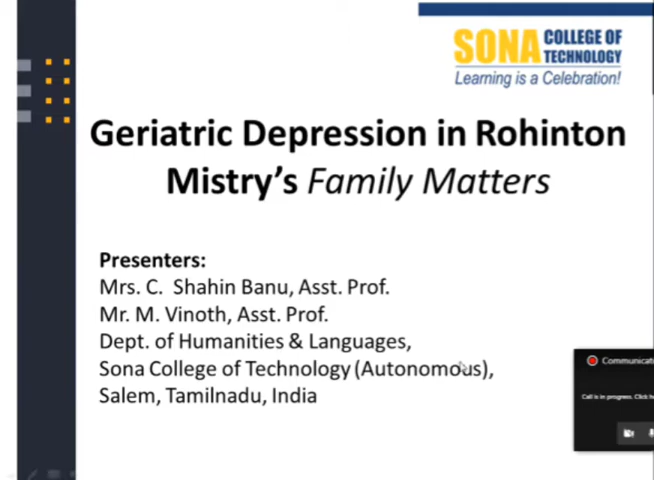 SONA COLLEGE OF
TECHNOLOGY
Learning is a Celebration!
Geriatric Depression in Rohinton
Mistry's Family Matters
Presenters:
Mrs. C. Shahin Banu, Asst. Prof.
Mr. M. Vinoth, Asst. Prof.
Dept. of Humanities & Languages,
Sona College of Technology (Autonomous),
Salem, Tamilnadu, India
Communicati
Call is in progress. Click h